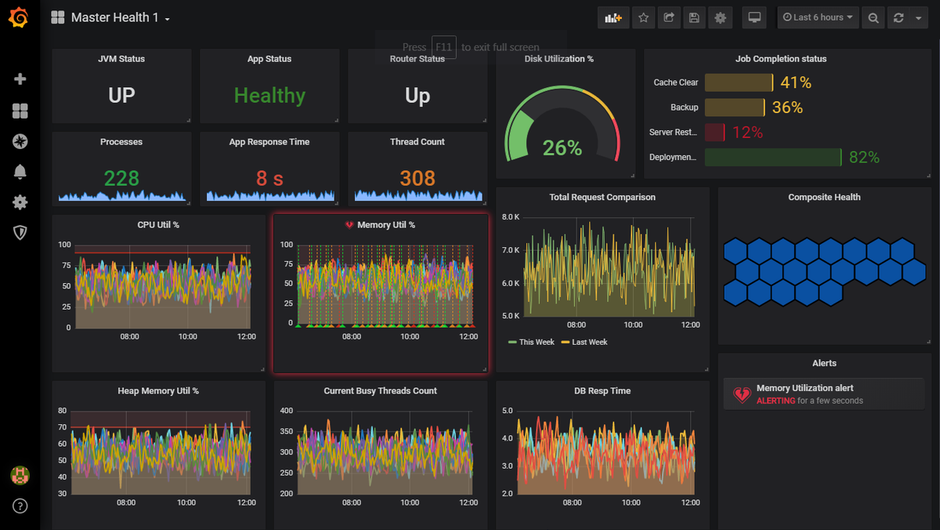 Master Health 1
Last 6 hours
Press F11 to exit full screen
JVM Status
UP
App Status
Healthy
Router Status
Up
Disk Utilization %
26%
Job Completion status
Cache Clear
41%
Backup
36%
Server Rest...
12%
Deploymen...
82%
Processes
228
App Response Time
8 s
Thread Count
308
CPU Util %
100
75
50
25
0
08:00
10:00
12:00
Memory Util %
100
75
50
25
0
08:00
10:00
12:00
Total Request Comparison
8.0 K
7.0 K
6.0 K
5.0 K
08:00
10:00
12:00
This Week
Last Week
Composite Health
Alerts
Memory Utilization alert
ALERTING for a few seconds
Heap Memory Util %
80
70
60
50
40
30
08:00
10:00
12:00
Current Busy Threads Count
400
350
300
250
200
08:00
10:00
12:00
DB Resp Time
5.0
4.0
3.0
2.0
08:00
10:00
12:00